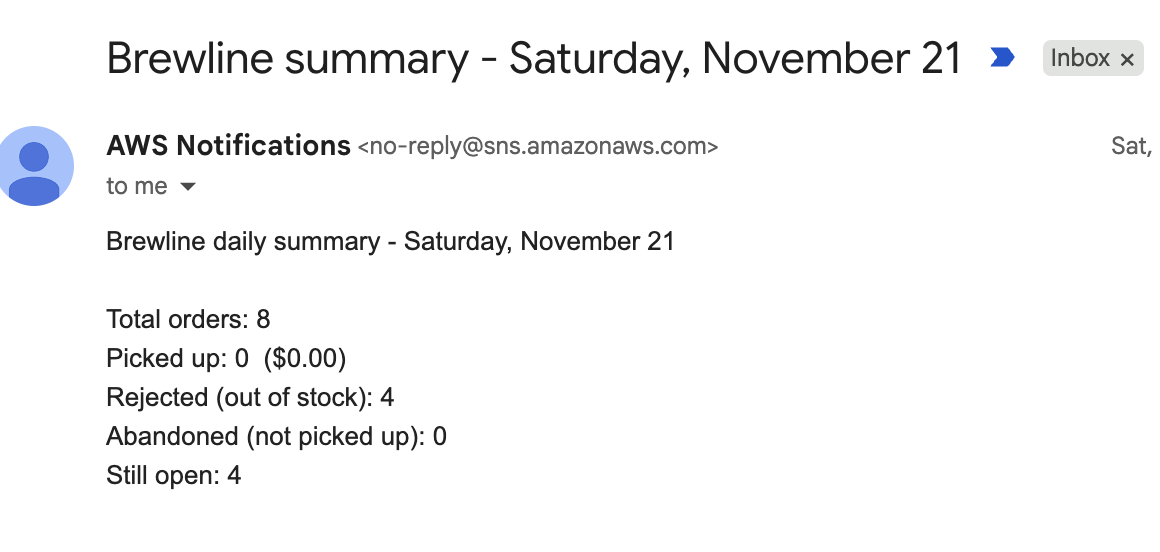 Brewline summary - Saturday, November 21 Inbox ×
AWS Notifications <no-reply@sns.amazonaws.com> Sat,
to me
Brewline daily summary - Saturday, November 21
Total orders: 8
Picked up: 0  ($0.00)
Rejected (out of stock): 4
Abandoned (not picked up): 0
Still open: 4